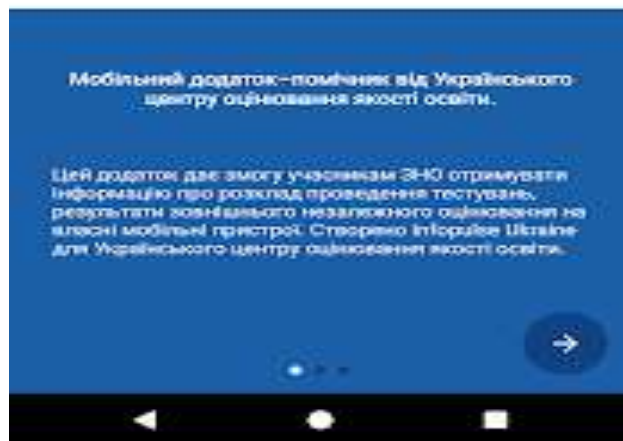 Мобільний додаток-помічник від Українського
центру оцінювання якості освіти.
Цей додаток дає змогу учасникам ЗНО отримувати
інформацію про розклад проведення тестувань,
результати зовнішнього незалежного оцінювання на
власні мобільні пристрої. Створено Infopulse Ukraine
для Українського центру оцінювання якості освіти.